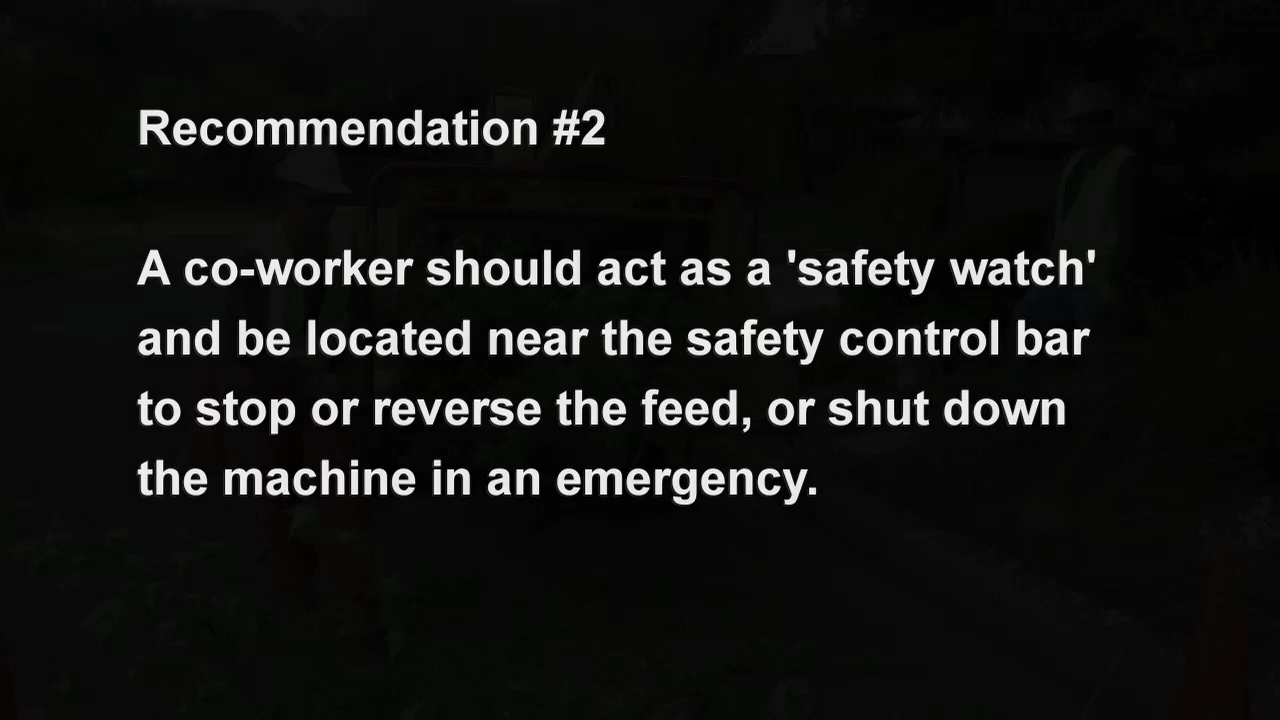 Recommendation #2
A co-worker should act as a 'safety watch'
and be located near the safety control bar
to stop or reverse the feed, or shut down
the machine in an emergency.